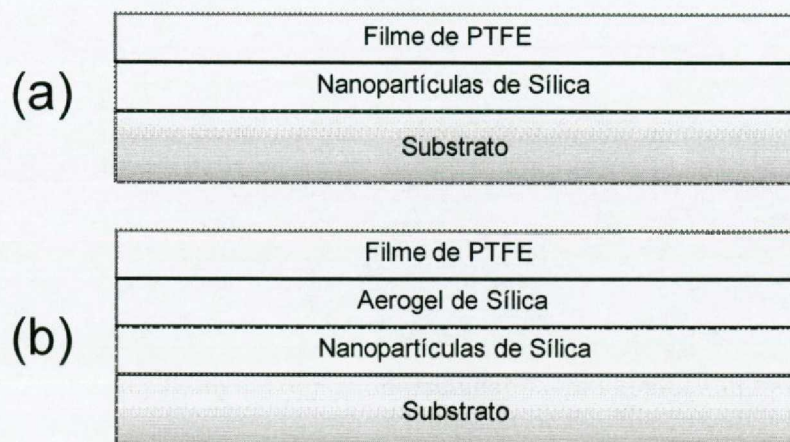 (a)
Filme de PTFE
Nanopartículas de Sílica
Substrato
(b)
Filme de PTFE
Aerogel de Sílica
Nanopartículas de Sílica
Substrato